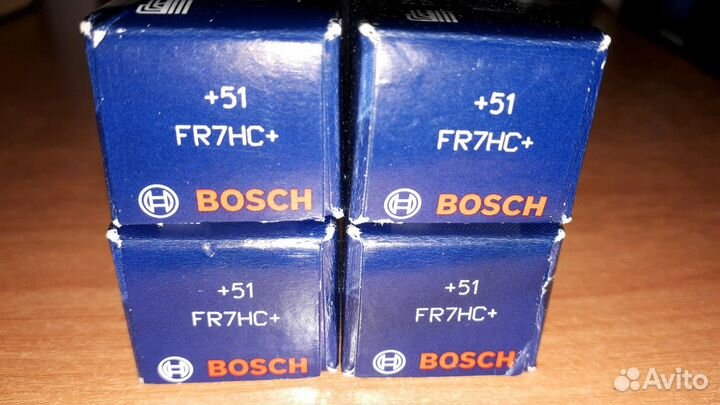 +51
FR7HC+
BOSCH
+51
FR7HC+
BOSCH
+51
FR7HC+
BOSCH
+51
FR7HC+
BOSCH
Avito